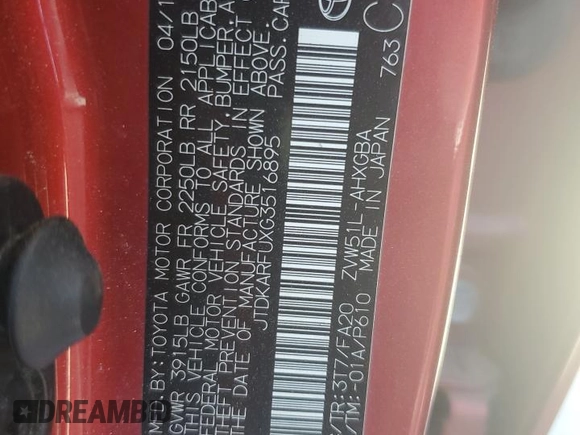 MFD. BY: TOYOTA MOTOR CORPORATION 04/1
GVWR 3915LB GAWR FR 2250LB RR 2150LB
THIS VEHICLE CONFORMS TO ALL APPLICAB
FEDERAL MOTOR VEHICLE SAFETY, BUMPER, A
THEFT PREVENTION STANDARDS IN EFFECT
THE DATE OF MANUFACTURE SHOWN ABOVE.
JTDKARFUXG3516895 PASS. CAR
C/TR: 3T7/FA20 ZVW51L-AHXGBA
A/TM: -01A/P610 MADE IN JAPAN 763
DREAMBID